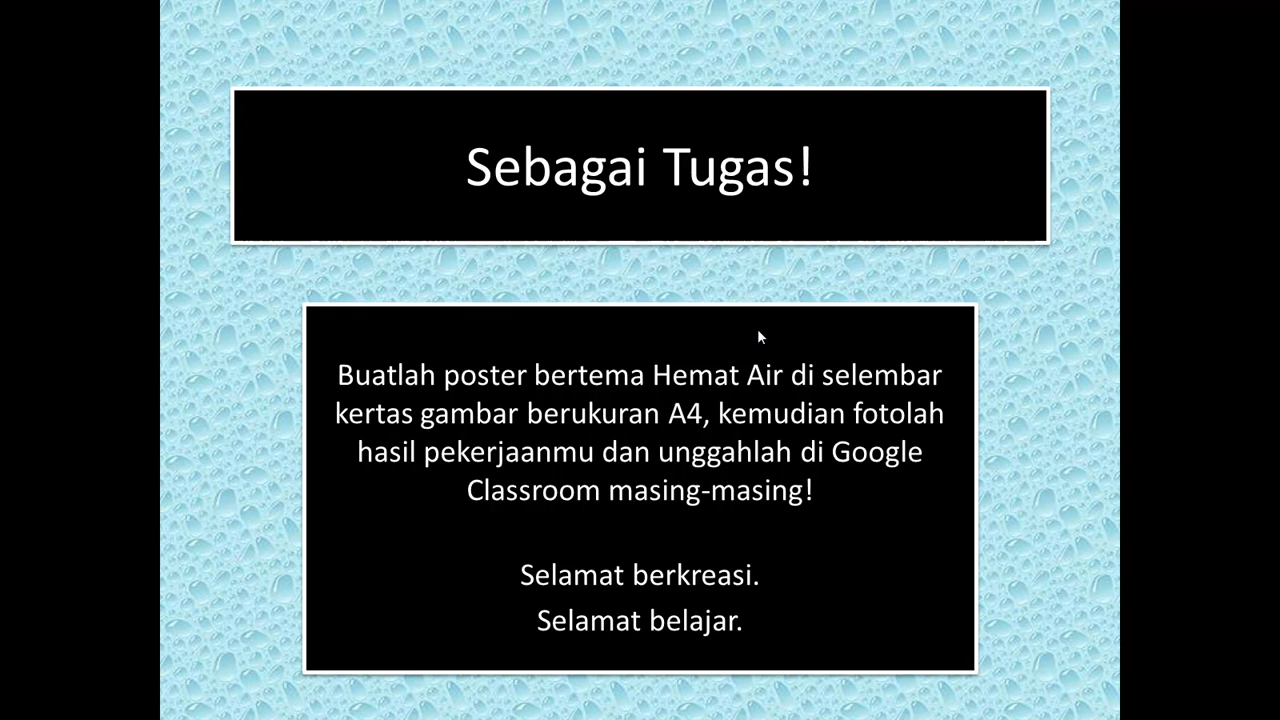 Sebagai Tugas!
Buatlah poster bertema Hemat Air di selembar
kertas gambar berukuran A4, kemudian fotolah
hasil pekerjaanmu dan unggahlah di Google
Classroom masing-masing!
Selamat berkreasi.
Selamat belajar.